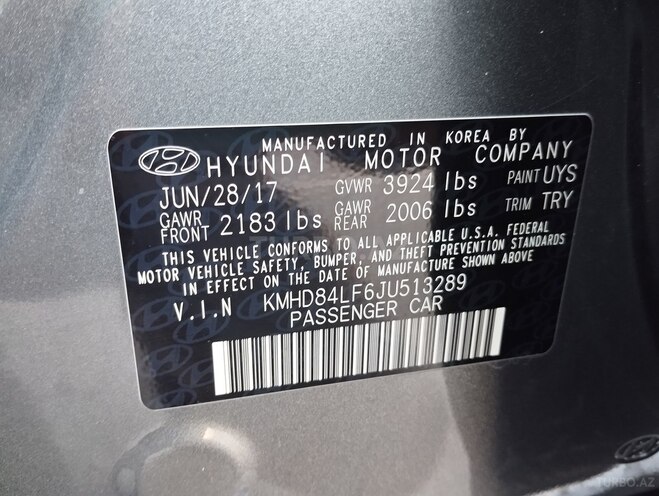 MANUFACTURED IN KOREA BY
HYUNDAI MOTOR COMPANY
JUN/28/17 GVWR 3924 lbs PAINT UYS
GAWR FRONT 2183 lbs GAWR REAR 2006 lbs TRIM TRY
THIS VEHICLE CONFORMS TO ALL APPLICABLE U.S.A. FEDERAL
MOTOR VEHICLE SAFETY, BUMPER, AND THEFT PREVENTION STANDARDS
IN EFFECT ON THE DATE OF MANUFACTURE SHOWN ABOVE
V.I.N KMHD84LF6JU513289
PASSENGER CAR
TURBO.AZ